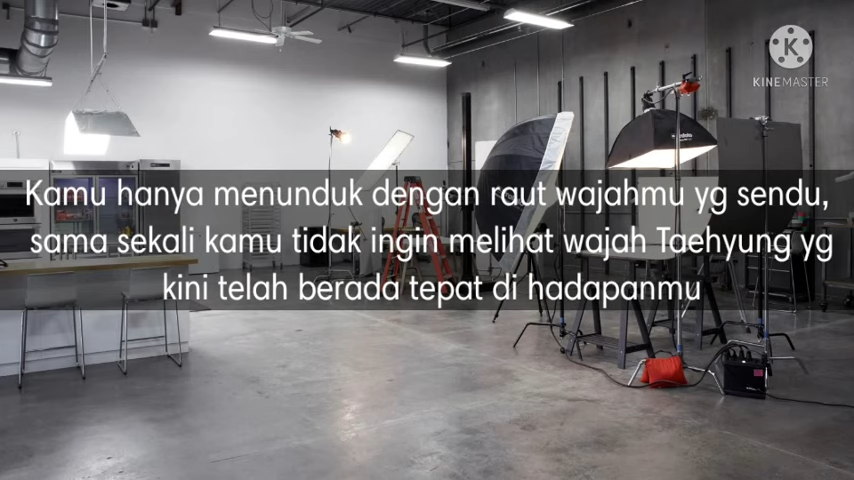 KINEMASTER
Kamu hanya menunduk dengan raut wajahmu yg sendu,
sama sekali kamu tidak ingin melihat wajah Taehyung yg
kini telah berada tepat di hadapanmu